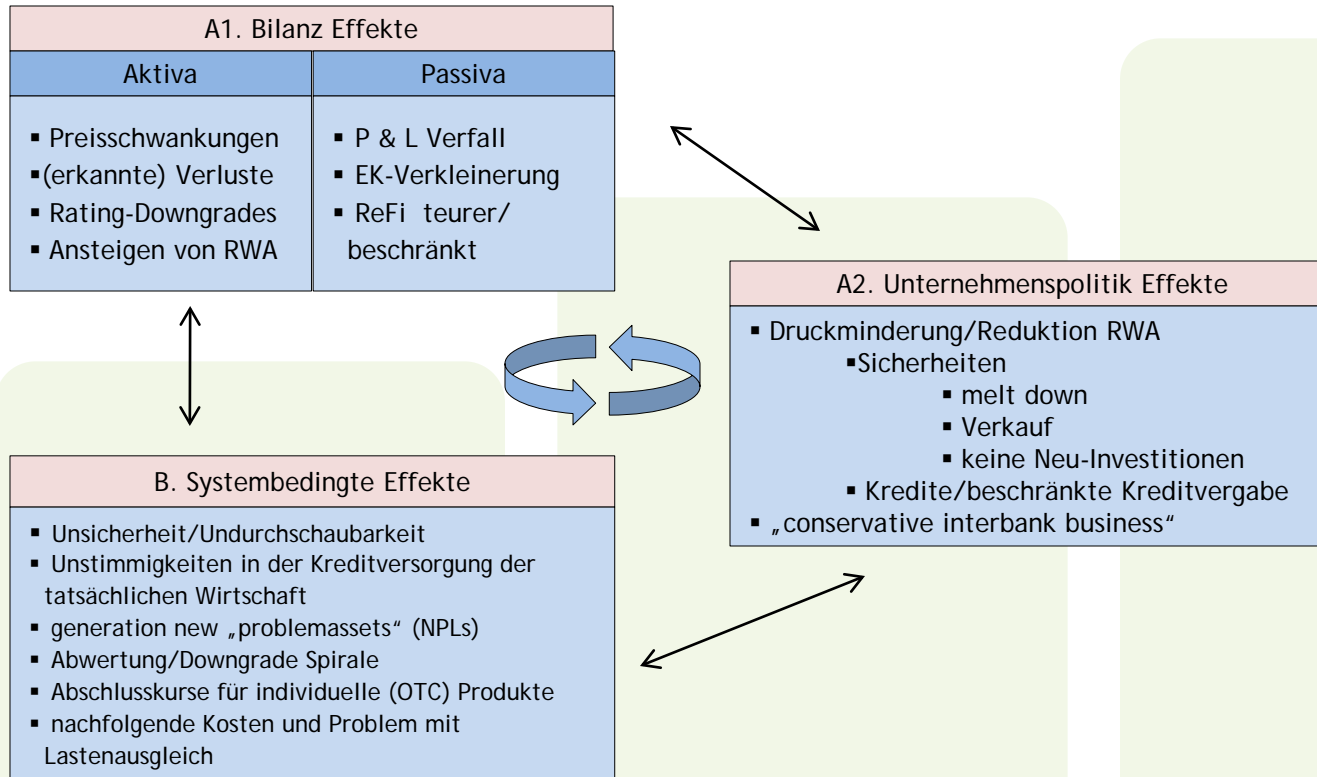 A1. Bilanz Effekte
Aktiva
Passiva
▪ Preisschwankungen
▪(erkannte) Verluste
▪ Rating-Downgrades
▪ Ansteigen von RWA
▪ P & L Verfall
▪ EK-Verkleinerung
▪ ReFi teurer/
beschränkt
A2. Unternehmenspolitik Effekte
▪ Druckminderung/Reduktion RWA
▪Sicherheiten
▪ melt down
▪ Verkauf
▪ keine Neu-Investitionen
▪ Kredite/beschränkte Kreditvergabe
▪ „conservative interbank business“
B. Systembedingte Effekte
▪ Unsicherheit/Undurchschaubarkeit
▪ Unstimmigkeiten in der Kreditversorgung der
tatsächlichen Wirtschaft
▪ generation new „problemassets“ (NPLs)
▪ Abwertung/Downgrade Spirale
▪ Abschlusskurse für individuelle (OTC) Produkte
▪ nachfolgende Kosten und Problem mit
Lastenausgleich